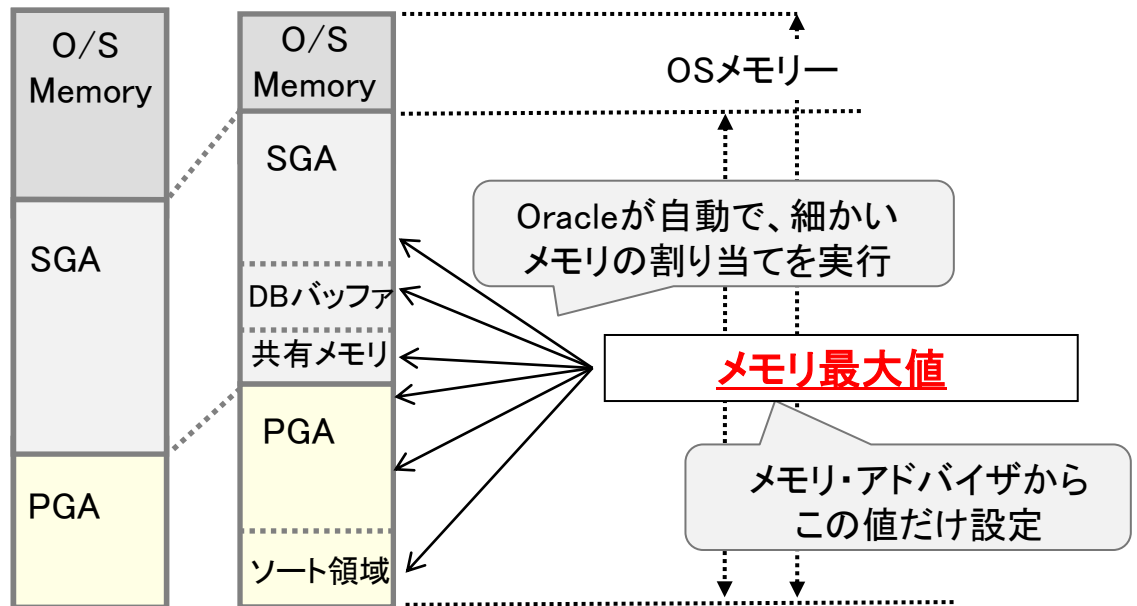 O/S
Memory
SGA
PGA
O/S
Memory
SGA
DBバッファ
共有メモリ
PGA
ソート領域
OSメモリー
Oracleが自動で、細かい
メモリの割り当てを実行
メモリ最大値
メモリ・アドバイザから
この値だけ設定